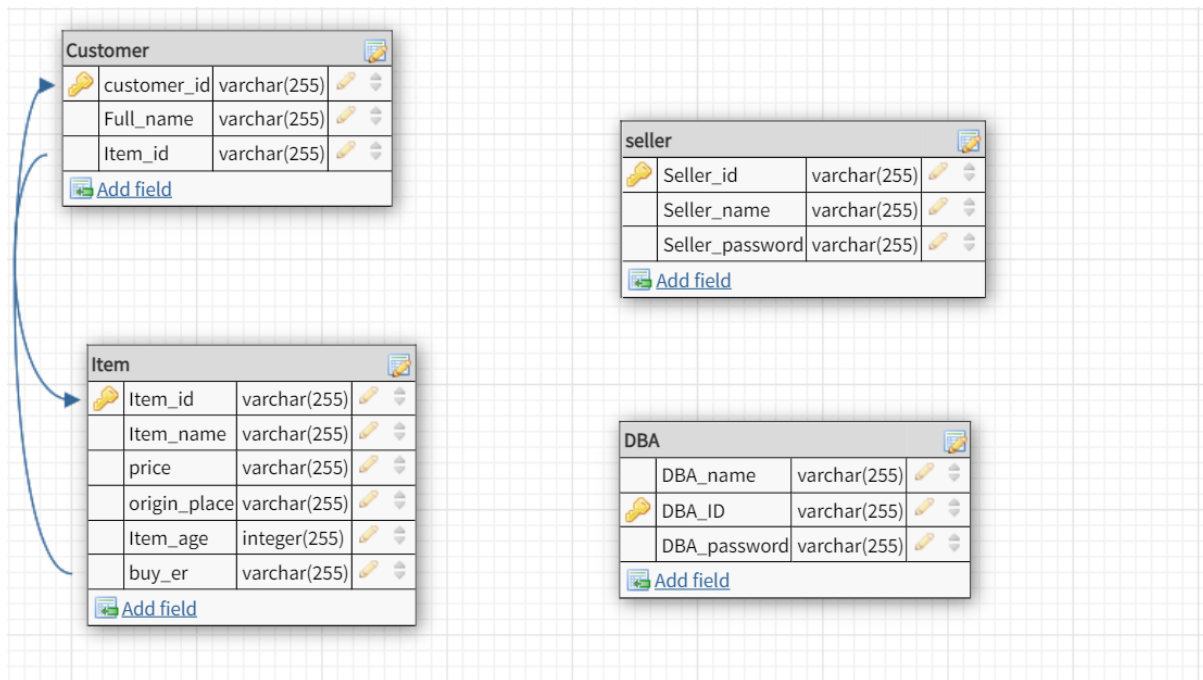 Customer
customer_id varchar(255)
Full_name varchar(255)
Item_id varchar(255)
Add field
seller
Seller_id varchar(255)
Seller_name varchar(255)
Seller_password varchar(255)
Add field
Item
Item_id varchar(255)
Item_name varchar(255)
price varchar(255)
origin_place varchar(255)
Item_age integer(255)
buy_er varchar(255)
Add field
DBA
DBA_name varchar(255)
DBA_ID varchar(255)
DBA_password varchar(255)
Add field